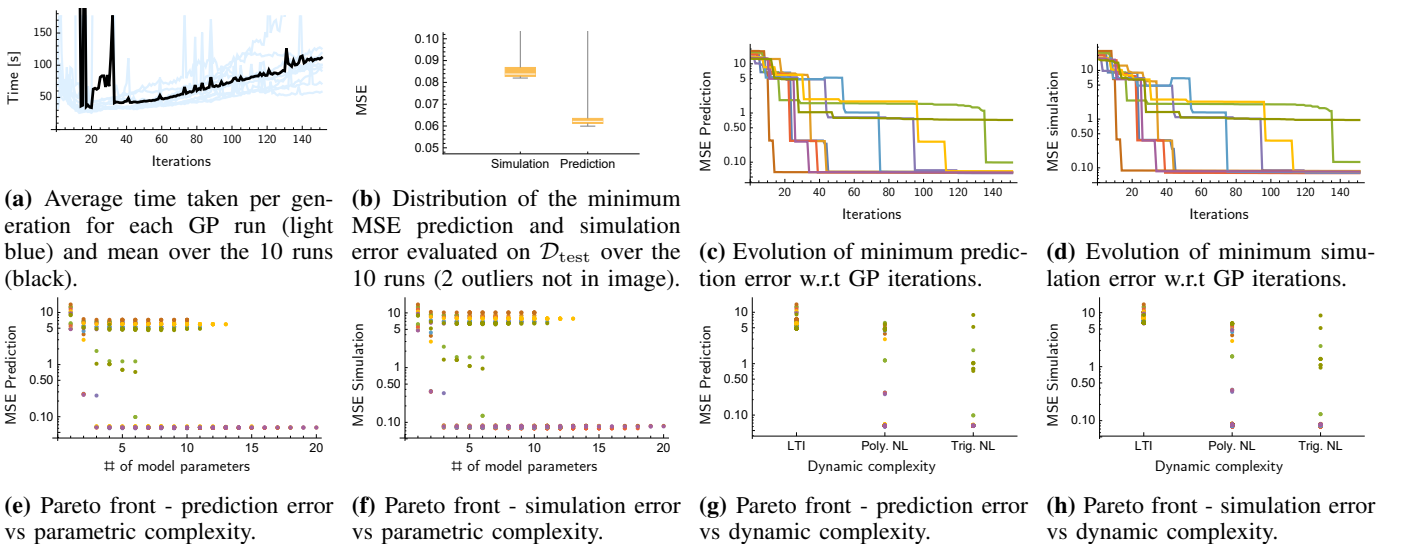 150
100
50
Time [s]
20 40 60 80 100 120 140
Iterations
(a) Average time taken per gen-
eration for each GP run (light
blue) and mean over the 10 runs
(black).
0.10
0.09
0.08
0.07
0.06
0.05
MSE
Simulation Prediction
(b) Distribution of the minimum
MSE prediction and simulation
error evaluated on 𝒟test over the
10 runs (2 outliers not in image).
10
5
1
0.50
0.10
MSE Prediction
20 40 60 80 100 120 140
Iterations
(c) Evolution of minimum predic-
tion error w.r.t GP iterations.
10
5
1
0.50
0.10
MSE simulation
20 40 60 80 100 120 140
Iterations
(d) Evolution of minimum simu-
lation error w.r.t GP iterations.
10
5
1
0.50
0.10
MSE Prediction
5 10 15 20
# of model parameters
(e) Pareto front - prediction error
vs parametric complexity.
10
5
1
0.50
0.10
MSE Simulation
5 10 15 20
# of model parameters
(f) Pareto front - simulation error
vs parametric complexity.
10
5
1
0.50
0.10
MSE Prediction
LTI Poly. NL Trig. NL
Dynamic complexity
(g) Pareto front - prediction error
vs dynamic complexity.
10
5
1
0.50
0.10
MSE Simulation
LTI Poly. NL Trig. NL
Dynamic complexity
(h) Pareto front - simulation error
vs dynamic complexity.